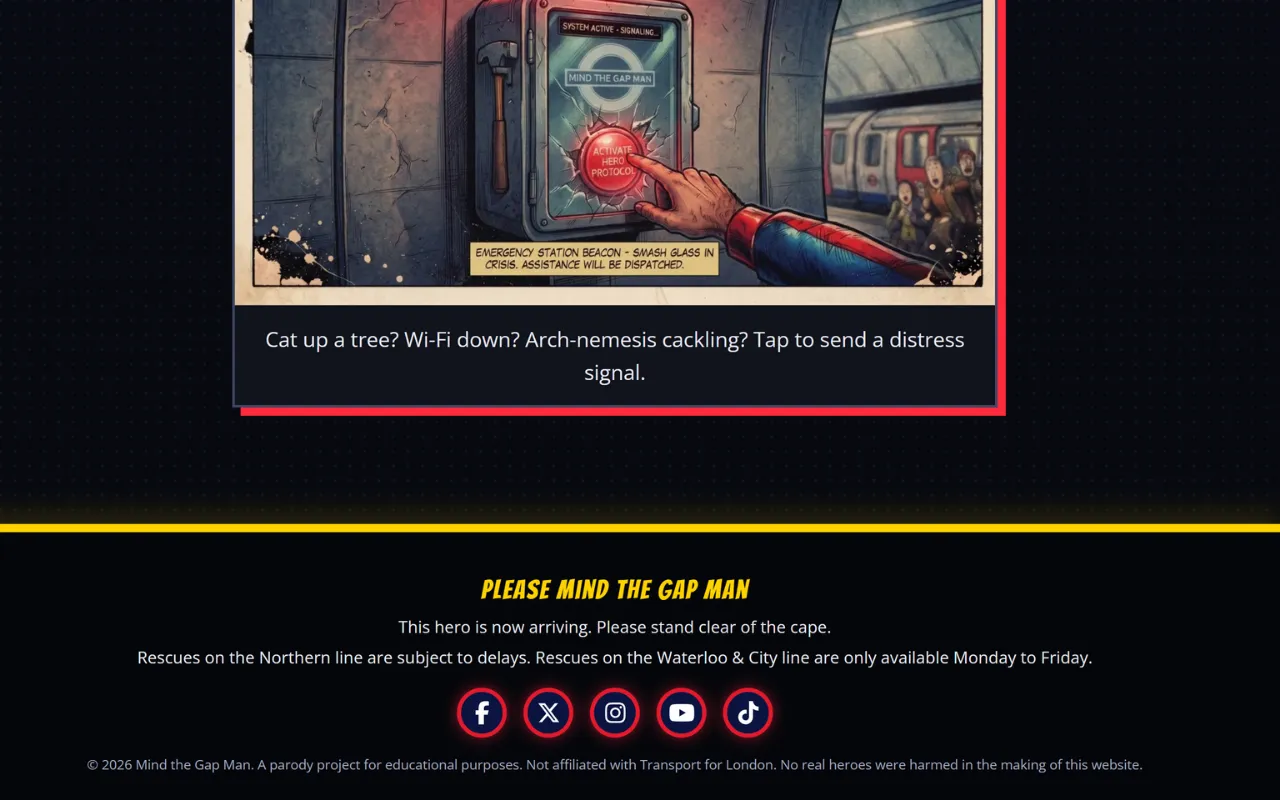 SYSTEM ACTIVE - SIGNALING...
MIND THE GAP MAN
ACTIVATE
HERO
PROTOCOL
EMERGENCY STATION BEACON - SMASH GLASS IN
CRISIS. ASSISTANCE WILL BE DISPATCHED.
Cat up a tree? Wi-Fi down? Arch-nemesis cackling? Tap to send a distress
signal.
PLEASE MIND THE GAP MAN
This hero is now arriving. Please stand clear of the cape.
Rescues on the Northern line are subject to delays. Rescues on the Waterloo & City line are only available Monday to Friday.
© 2026 Mind the Gap Man. A parody project for educational purposes. Not affiliated with Transport for London. No real heroes were harmed in the making of this website.